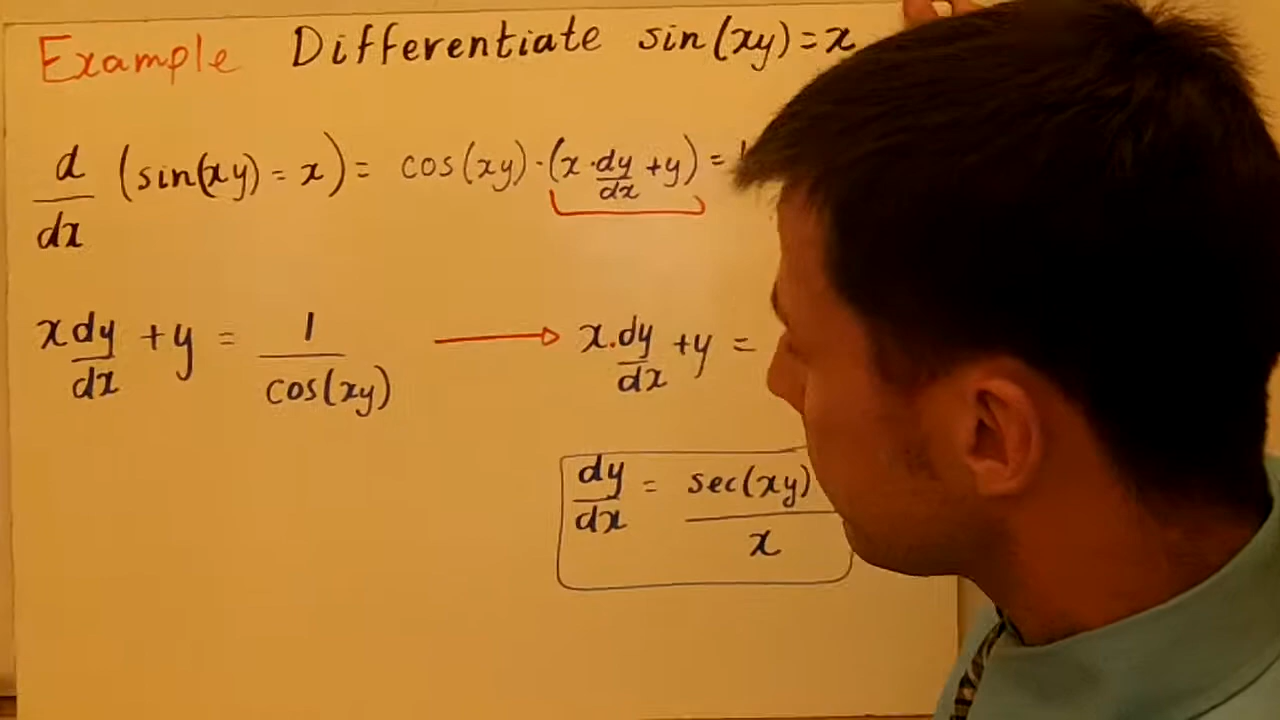 Example Differentiate sin(xy)=x
d/dx (sin(xy) = x) = cos(xy)·(x·dy/dx +y) =
x dy/dx + y = 1/cos(xy) → x.dy/dx +y =
dy/dx = sec(xy)/x